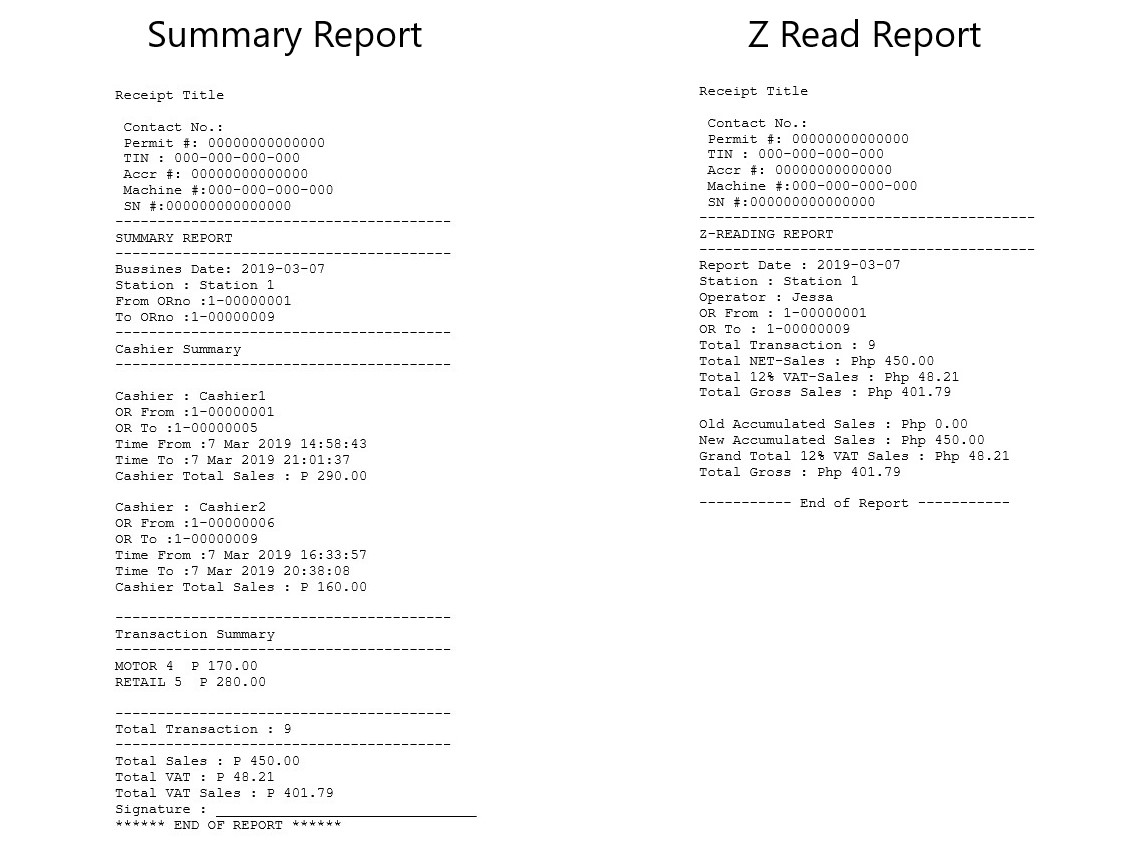 Summary Report
Receipt Title
Contact No.:
Permit #: 00000000000000
TIN : 000-000-000-000
Accr #: 00000000000000
Machine #:000-000-000-000
SN #:000000000000000
----------------------------------------
SUMMARY REPORT
----------------------------------------
Bussines Date: 2019-03-07
Station : Station 1
From ORno :1-00000001
To ORno :1-00000009
----------------------------------------
Cashier Summary
----------------------------------------
Cashier : Cashier1
OR From :1-00000001
OR To :1-00000005
Time From :7 Mar 2019 14:58:43
Time To :7 Mar 2019 21:01:37
Cashier Total Sales : P 290.00
Cashier : Cashier2
OR From :1-00000006
OR To :1-00000009
Time From :7 Mar 2019 16:33:57
Time To :7 Mar 2019 20:38:08
Cashier Total Sales : P 160.00
----------------------------------------
Transaction Summary
----------------------------------------
MOTOR 4  P 170.00
RETAIL 5  P 280.00
----------------------------------------
Total Transaction : 9
----------------------------------------
Total Sales : P 450.00
Total VAT : P 48.21
Total VAT Sales : P 401.79
Signature : _______________________________
****** END OF REPORT ******
Z Read Report
Receipt Title
Contact No.:
Permit #: 00000000000000
TIN : 000-000-000-000
Accr #: 00000000000000
Machine #:000-000-000-000
SN #:000000000000000
----------------------------------------
Z-READING REPORT
----------------------------------------
Report Date : 2019-03-07
Station : Station 1
Operator : Jessa
OR From : 1-00000001
OR To : 1-00000009
Total Transaction : 9
Total NET-Sales : Php 450.00
Total 12% VAT-Sales : Php 48.21
Total Gross Sales : Php 401.79
Old Accumulated Sales : Php 0.00
New Accumulated Sales : Php 450.00
Grand Total 12% VAT Sales : Php 48.21
Total Gross : Php 401.79
----------- End of Report -----------